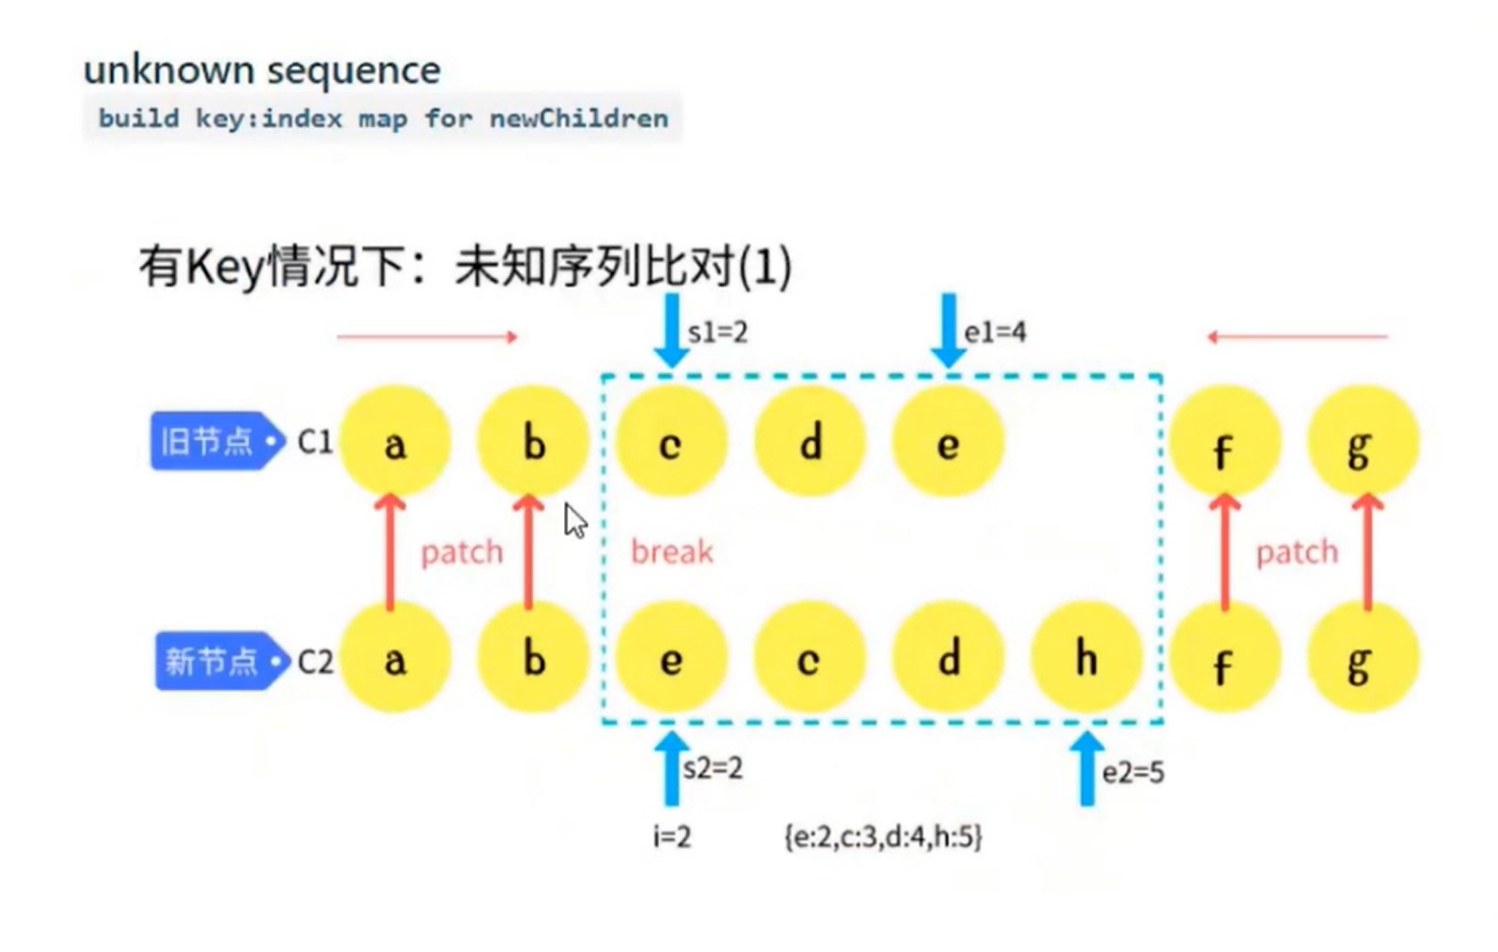 unknown sequence
build key:index map for newChildren
有Key情况下：未知序列比对(1)
s1=2
e1=4
旧节点 C1 a b c d e f g
patch break patch
新节点 C2 a b e c d h f g
s2=2
e2=5
i=2
{e:2,c:3,d:4,h:5}